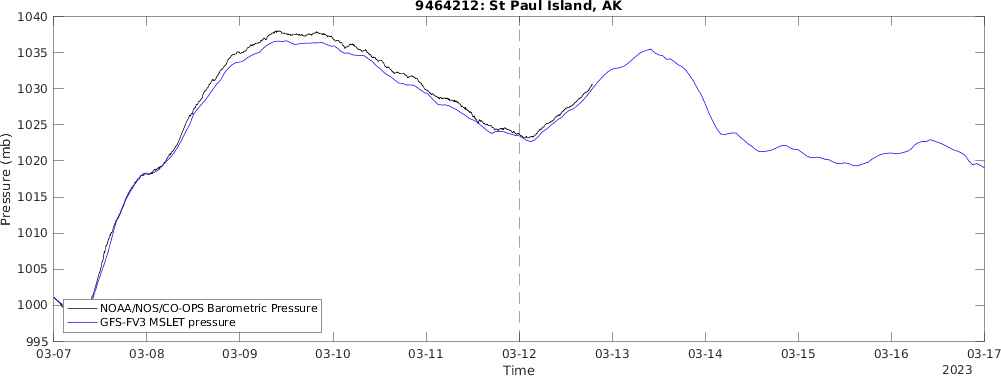 9464212: St Paul Island, AK
1040
1035
1030
1025
1020
1015
1010
1005
1000
995
Pressure (mb)
NOAA/NOS/CO-OPS Barometric Pressure
GFS-FV3 MSLET pressure
03-07 03-08 03-09 03-10 03-11 03-12 03-13 03-14 03-15 03-16 03-17
Time
2023